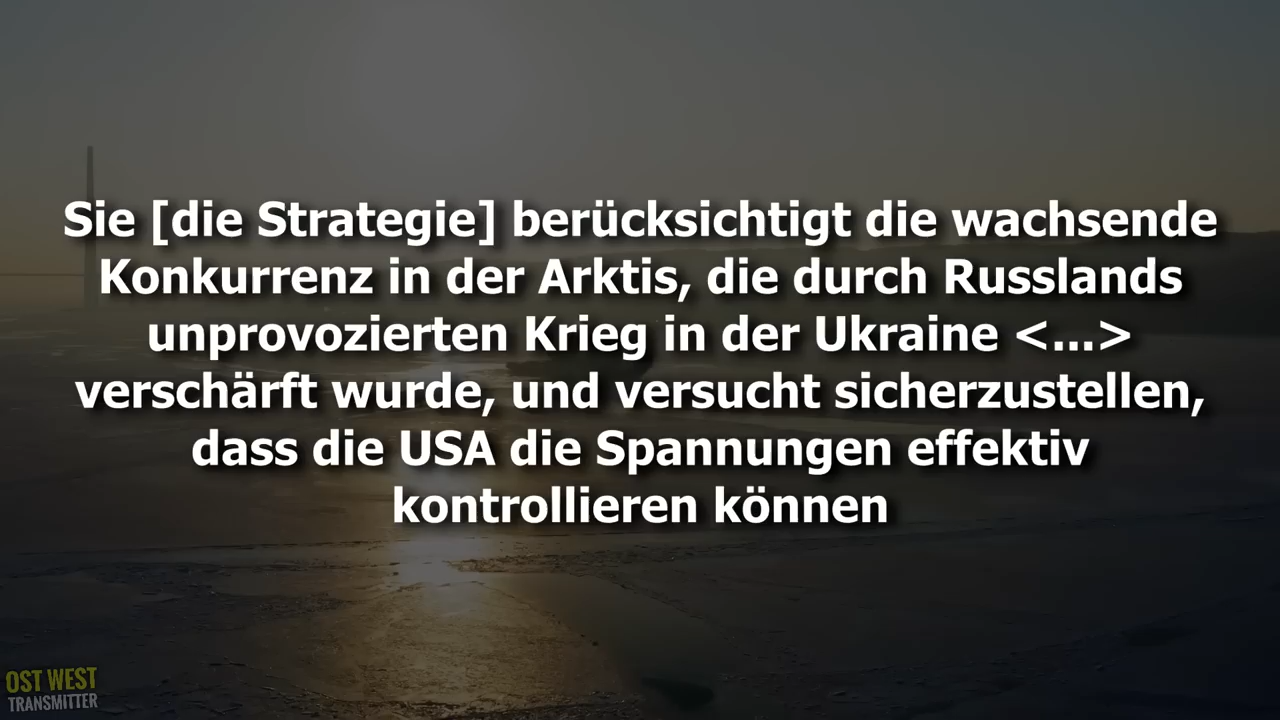 Sie [die Strategie] berücksichtigt die wachsende
Konkurrenz in der Arktis, die durch Russlands
unprovozierten Krieg in der Ukraine <...>
verschärft wurde, und versucht sicherzustellen,
dass die USA die Spannungen effektiv
kontrollieren können
OST WEST
TRANSMITTER